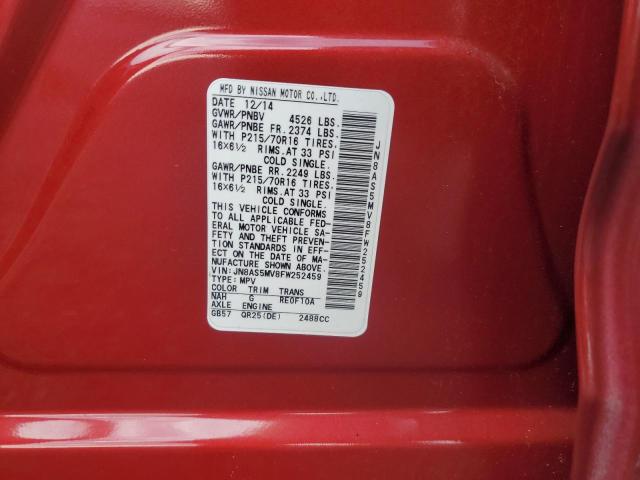 MFD BY NISSAN MOTOR CO.,LTD.
DATE 12/14
GVWR/PNBV 4526 LBS.
GAWR/PNBE FR. 2374 LBS.
WITH P215/70R16 TIRES,
16×6½ RIMS.AT 33 PSI
COLD SINGLE.
GAWR/PNBE RR. 2249 LBS.
WITH P215/70R16 TIRES,
16×6½ RIMS.AT 33 PSI
COLD SINGLE.
THIS VEHICLE CONFORMS
TO ALL APPLICABLE FED-
ERAL MOTOR VEHICLE SA-
FETY AND THEFT PREVEN-
TION STANDARDS IN EFF-
ECT ON THE DATE OF MA-
NUFACTURE SHOWN ABOVE.
VIN: JN8AS5MV8FW252459
TYPE: MPV
COLOR TRIM TRANS
NAH G RE0F10A
AXLE ENGINE
GB57 QR25(DE) 2488CC
JN8AS5MV8FW252459